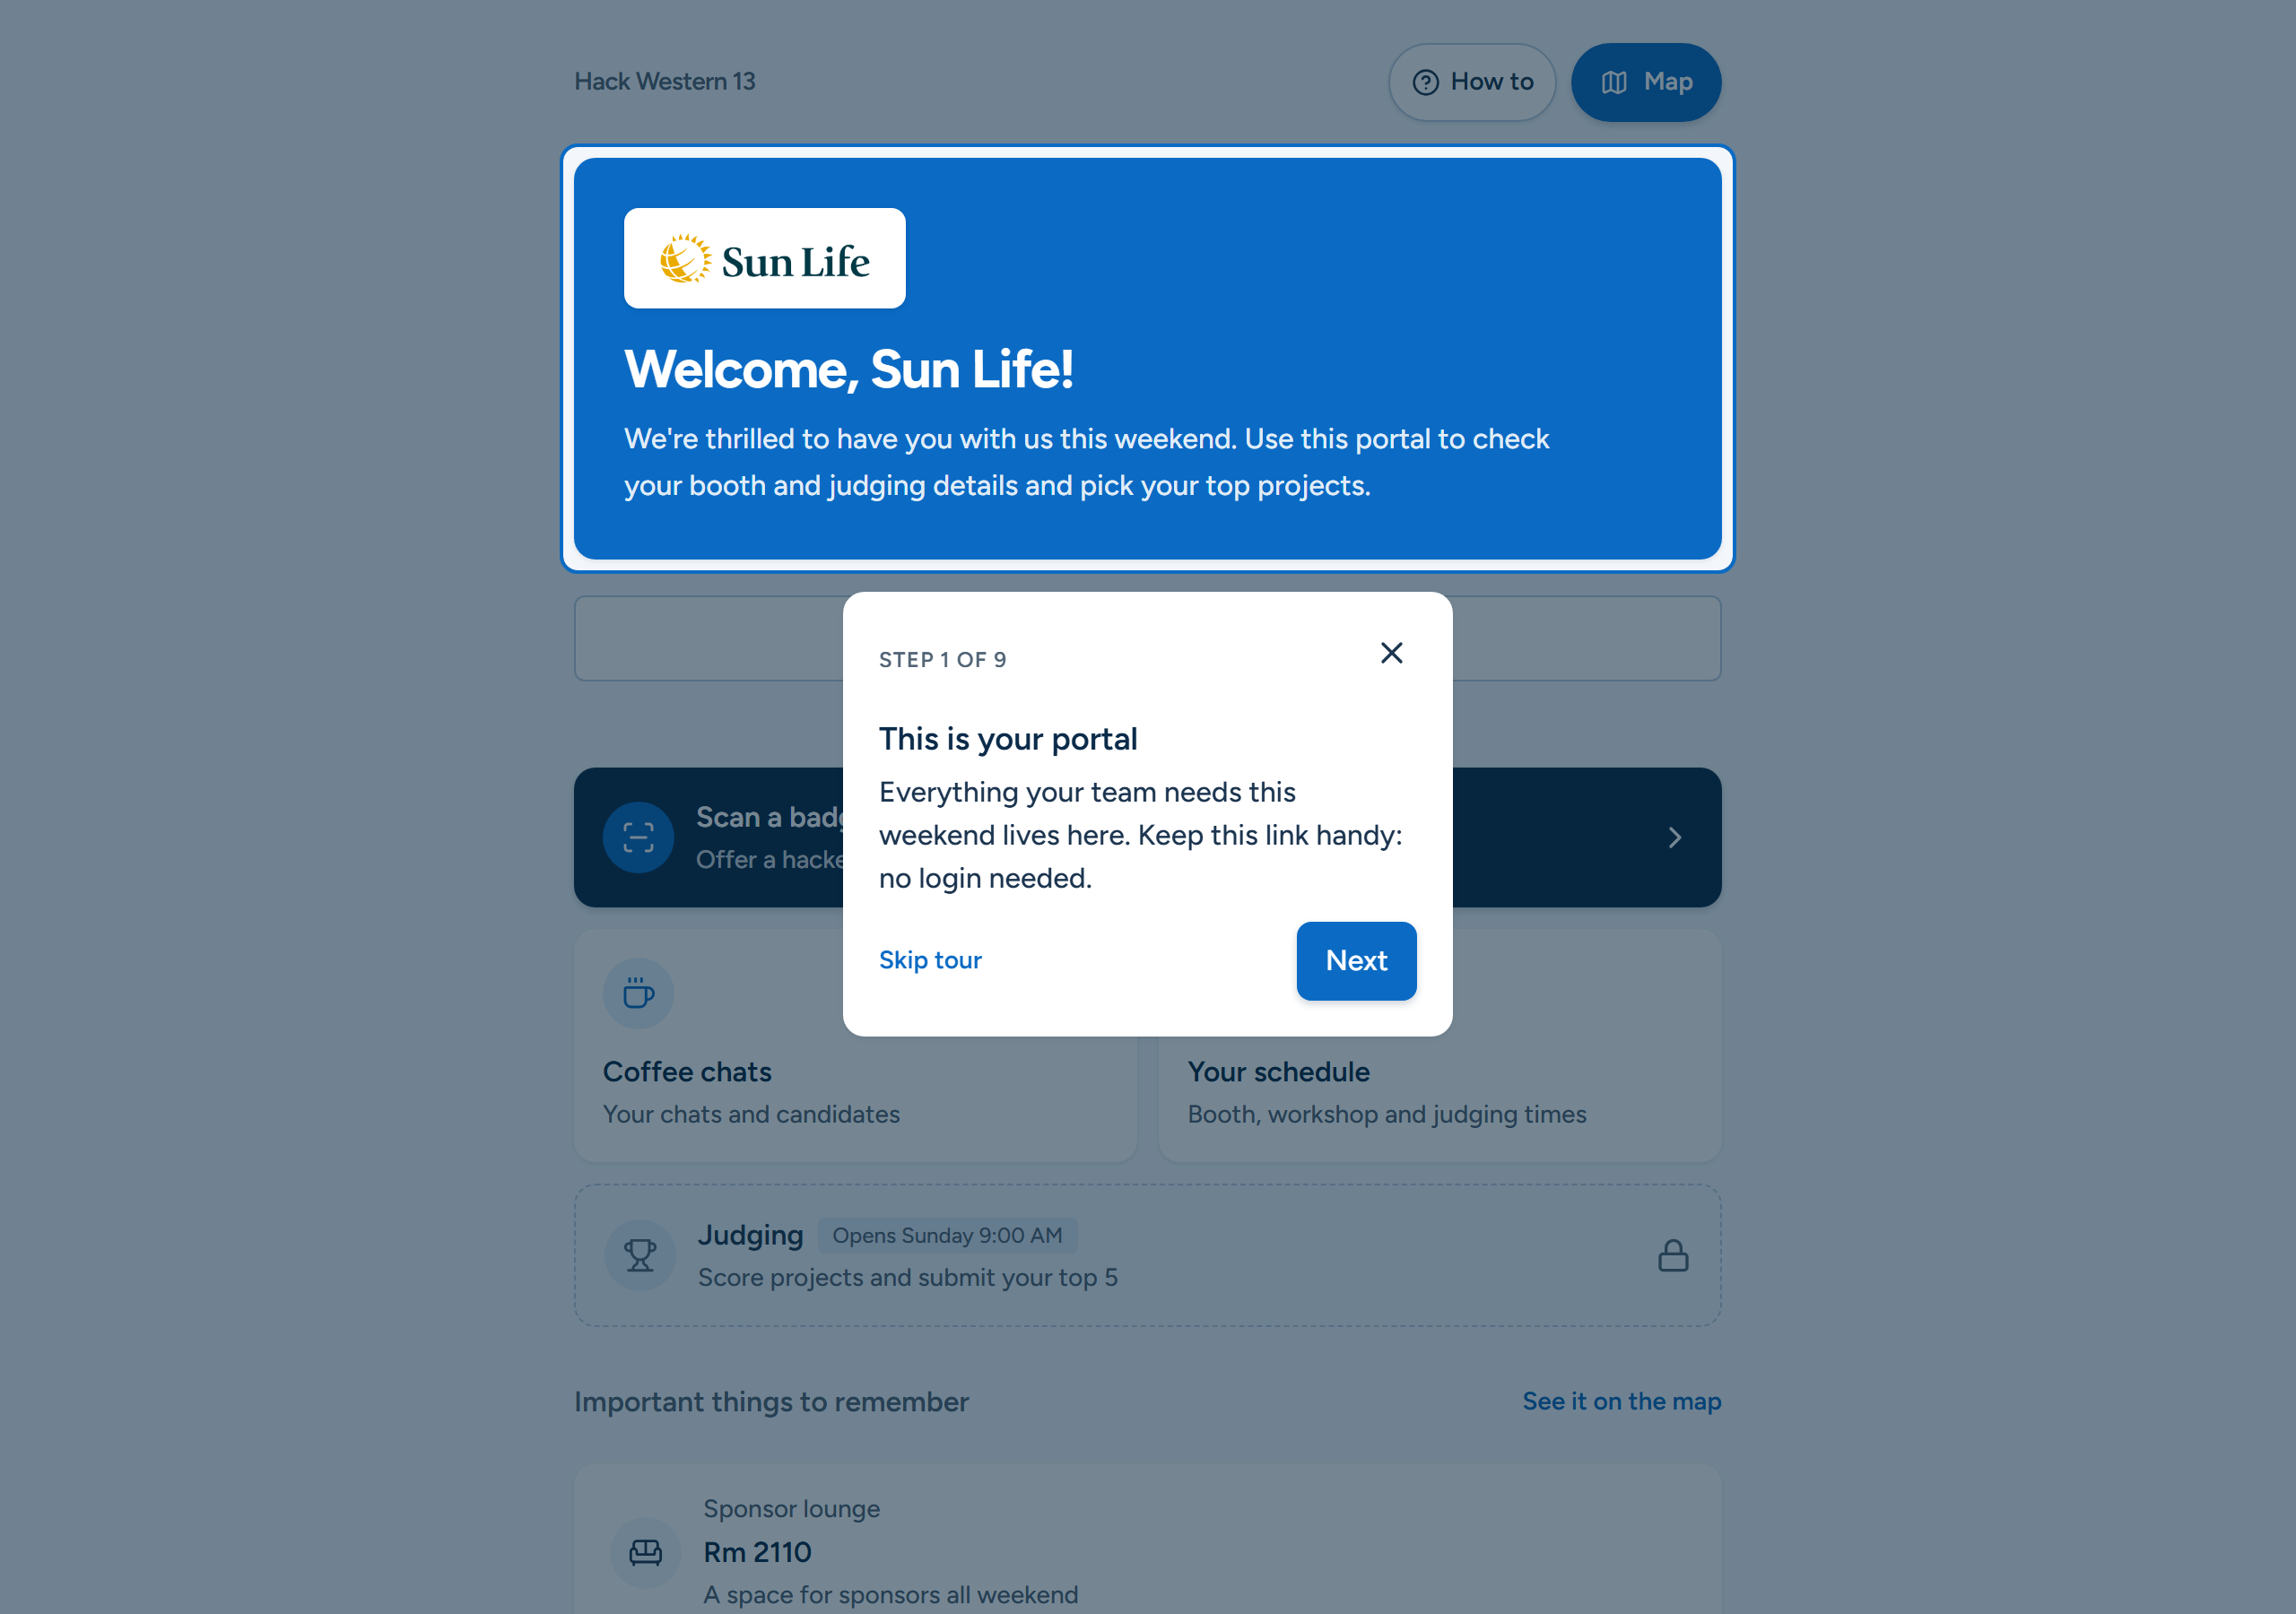 Hack Western 13
How to
Map
Sun Life
Welcome, Sun Life!
We're thrilled to have you with us this weekend. Use this portal to check
your booth and judging details and pick your top projects.
STEP 1 OF 9
This is your portal
Everything your team needs this
weekend lives here. Keep this link handy:
no login needed.
Skip tour
Next
Scan a
Offer a
Coffee chats
Your chats and candidates
Your schedule
Booth, workshop and judging times
Judging
Opens Sunday 9:00 AM
Score projects and submit your top 5
Important things to remember
See it on the map
Sponsor lounge
Rm 2110
A space for sponsors all weekend